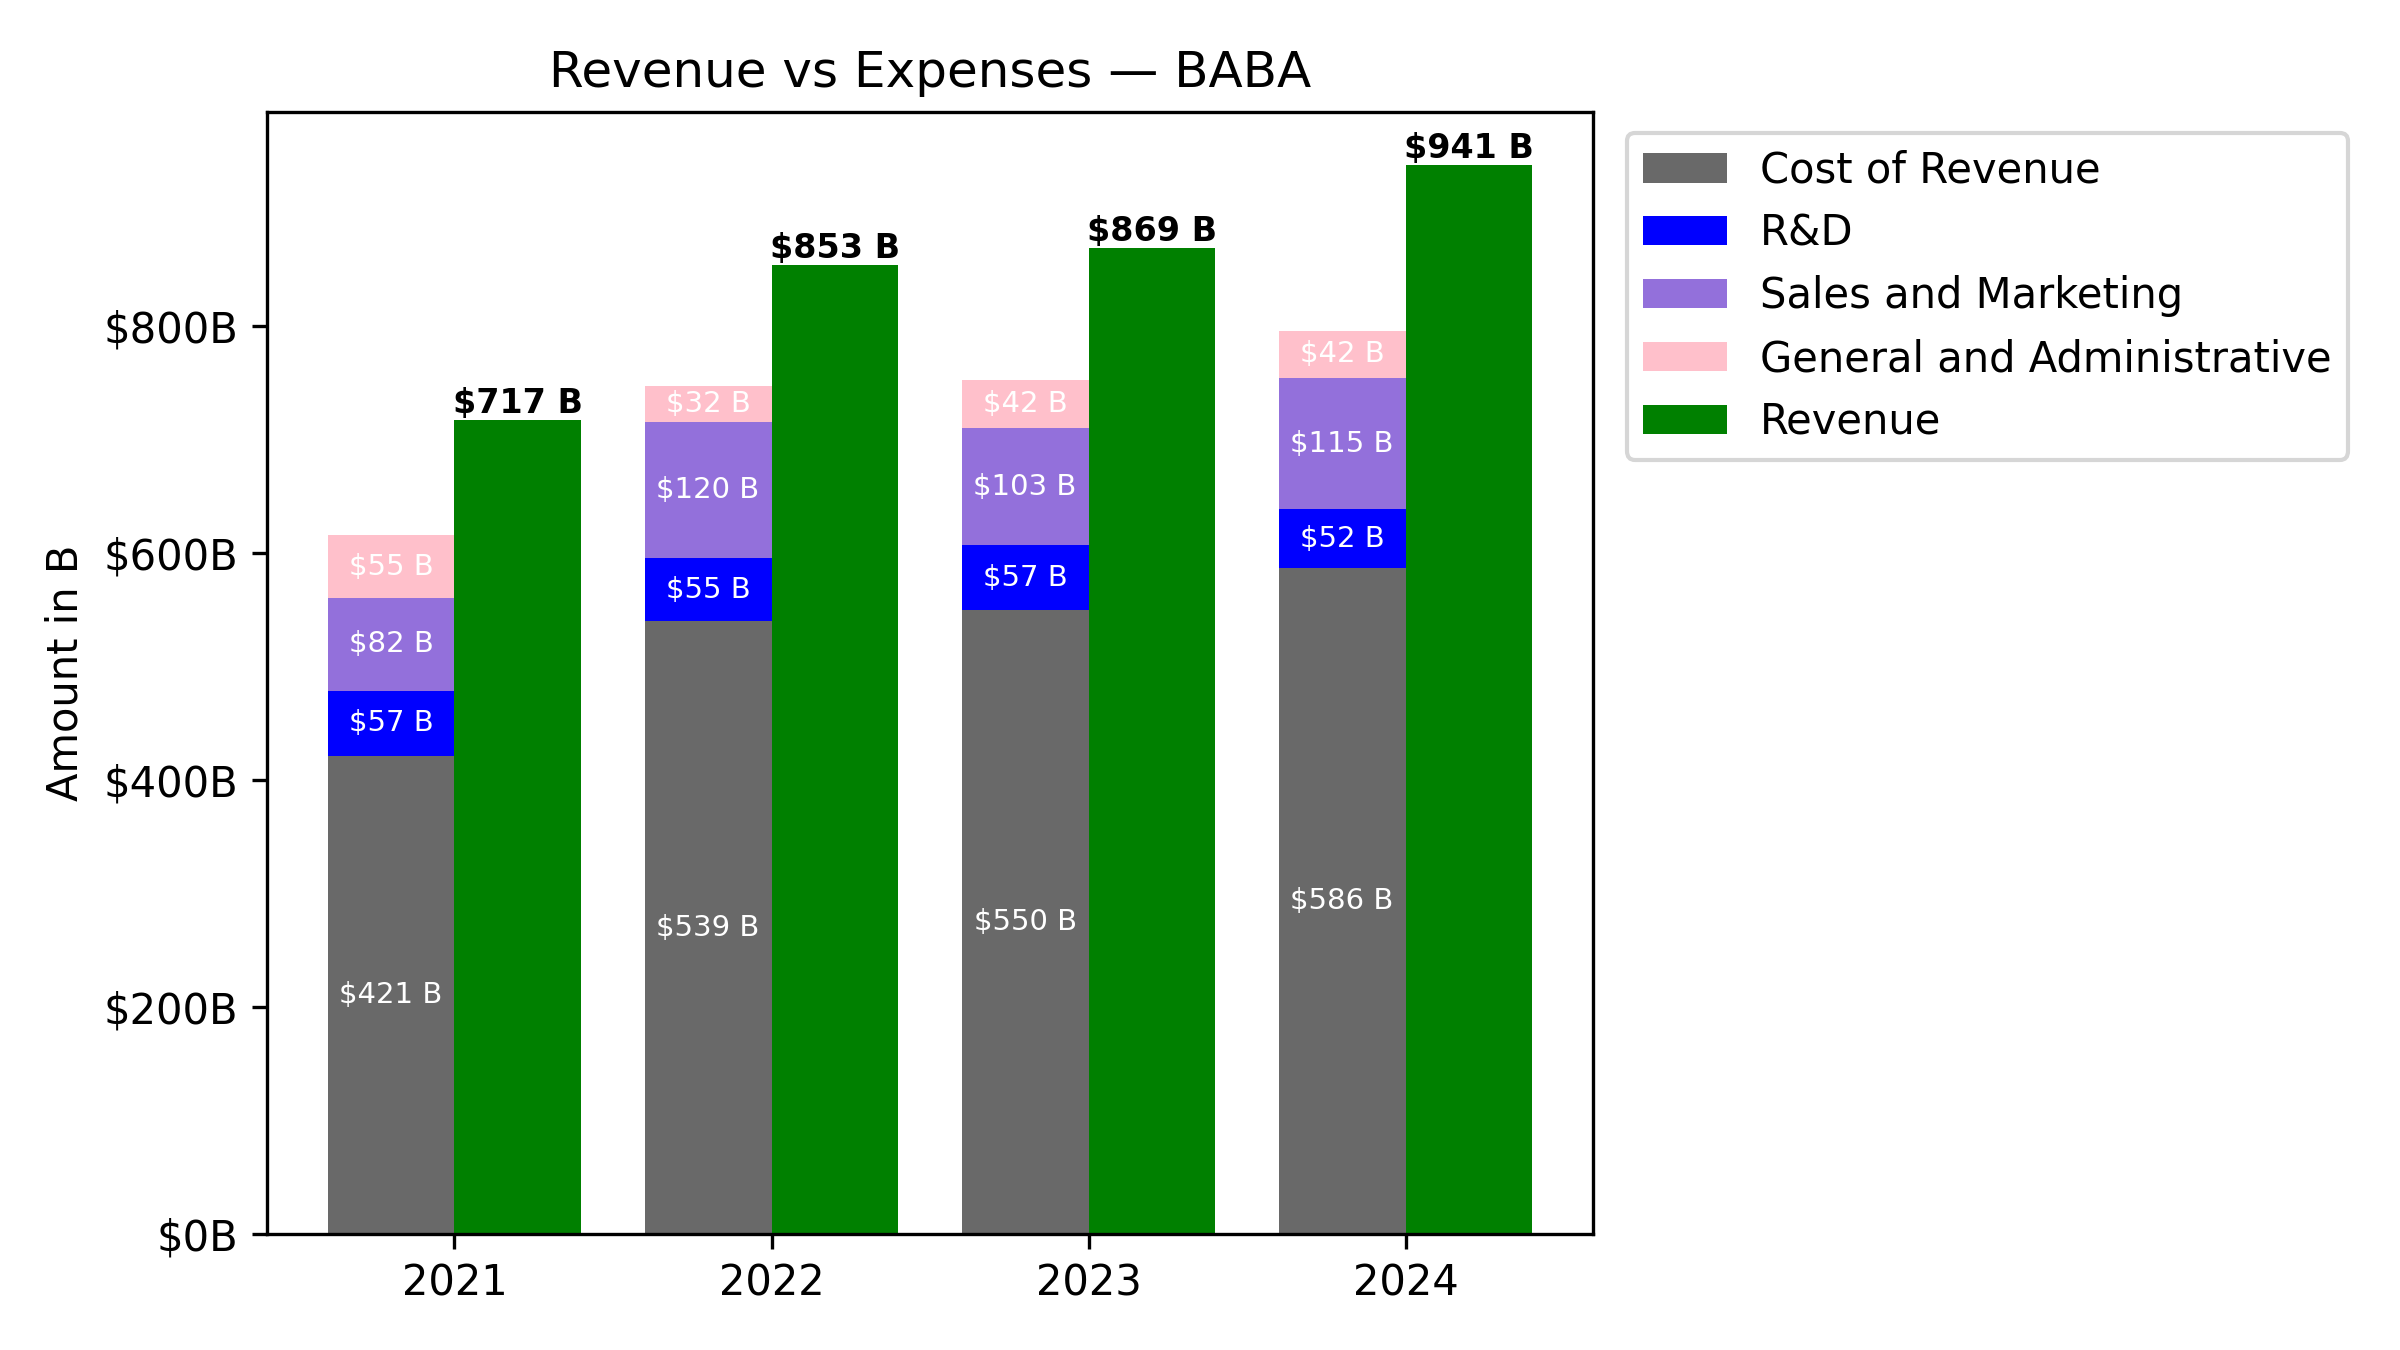 Revenue vs Expenses — BABA
Amount in B
$800B
$600B
$400B
$200B
$0B
$421 B
$57 B
$82 B
$55 B
$717 B
$539 B
$55 B
$120 B
$32 B
$853 B
$550 B
$57 B
$103 B
$42 B
$869 B
$586 B
$52 B
$115 B
$42 B
$941 B
2021
2022
2023
2024
Cost of Revenue
R&D
Sales and Marketing
General and Administrative
Revenue